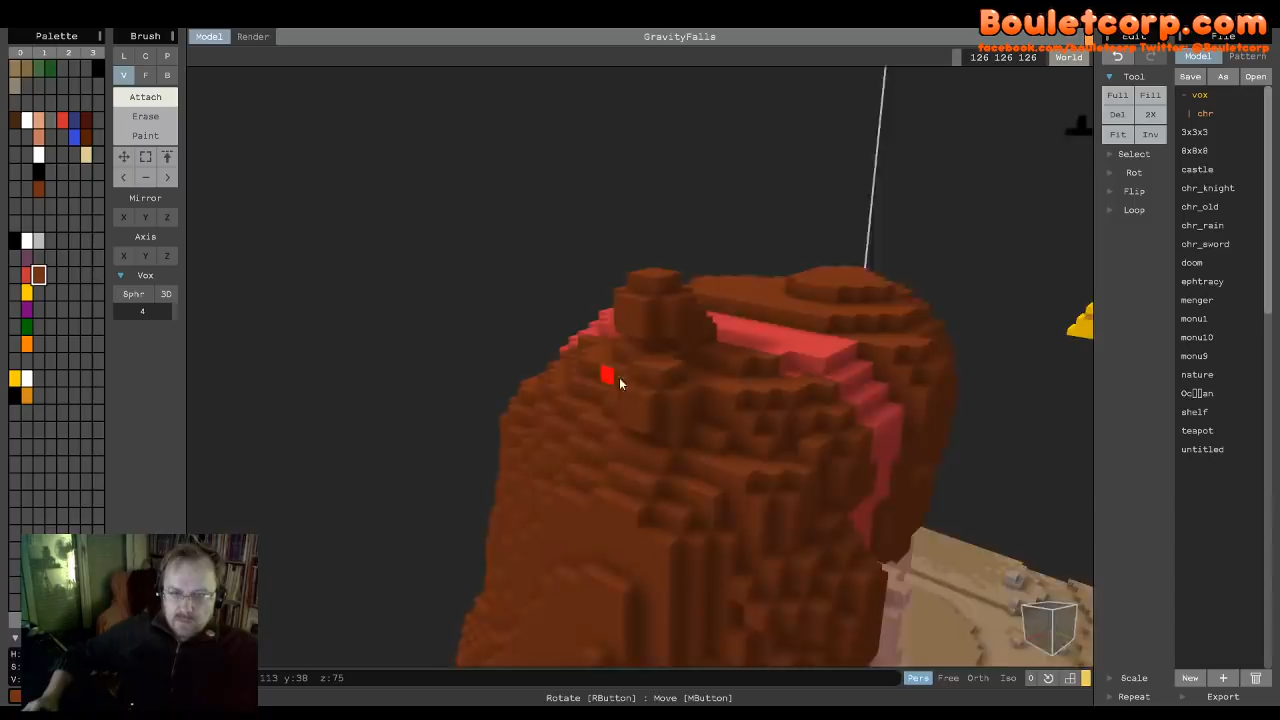 Bouletcorp.com
facebook.com/bouletcorp Twitter @Bouletcorp
Palette
Brush
Model
Render
GravityFalls
Edit
File
0 1 2 3
L C P
126 126 126
World
Model
Pattern
V F B
Tool
Save
As
Open
Attach
Full
Fill
- vox
Erase
Del
2X
| chr
Paint
Fit
Inv
3x3x3
Select
8x8x8
< - >
Rot
castle
Mirror
Flip
chr_knight
X Y Z
Loop
chr_old
Axis
chr_rain
X Y Z
chr_sword
Vox
doom
Sphr
3D
ephtracy
4
menger
monu1
monu10
monu9
nature
shelf
teapot
untitled
H:
S:
V:
113 y:38 z:75
Pers
Free
Orth
Iso
0
Scale
New
+
Rotate [RButton] : Move [MButton]
Repeat
Export